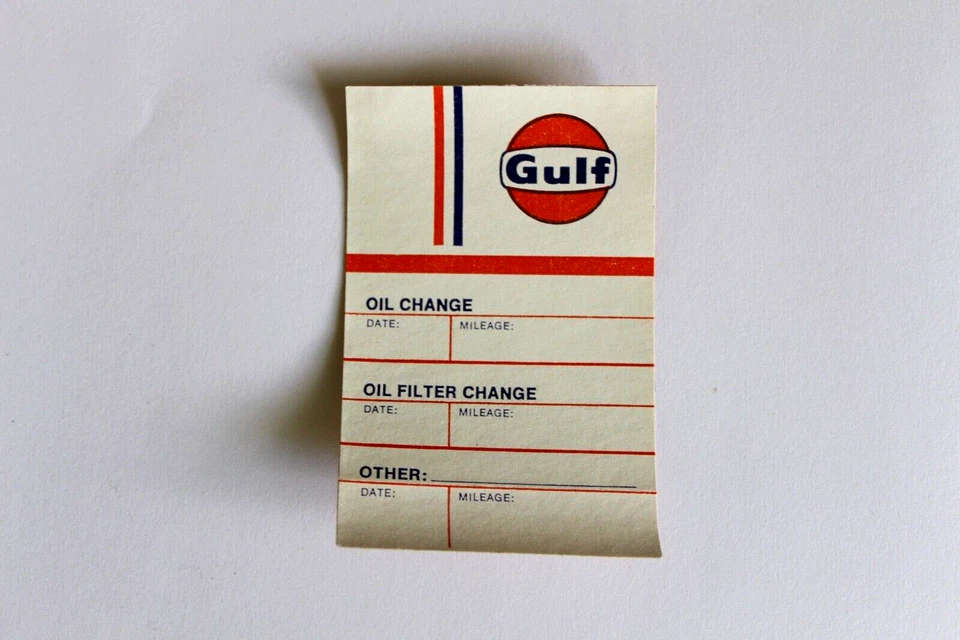 Gulf
OIL CHANGE
DATE: MILEAGE:
OIL FILTER CHANGE
DATE: MILEAGE:
OTHER:
DATE: MILEAGE: